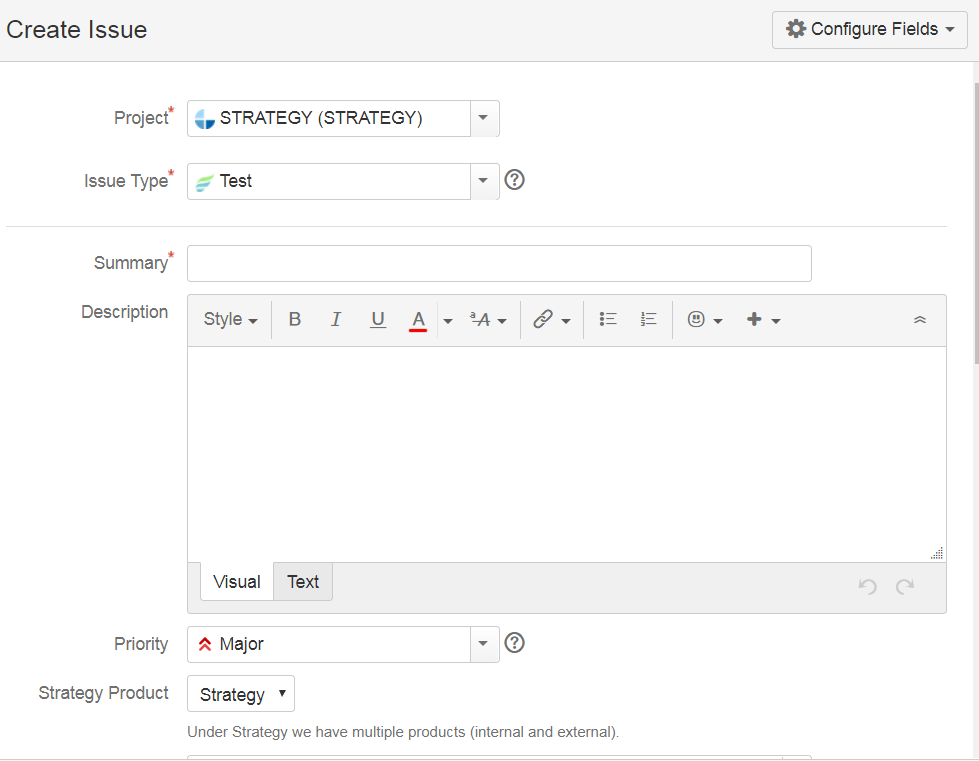 Create Issue
Configure Fields
Project*
STRATEGY (STRATEGY)
Issue Type*
Test
Summary*
Description
Style B I U A ªA
Visual Text
Priority
Major
Strategy Product
Strategy
Under Strategy we have multiple products (internal and external).